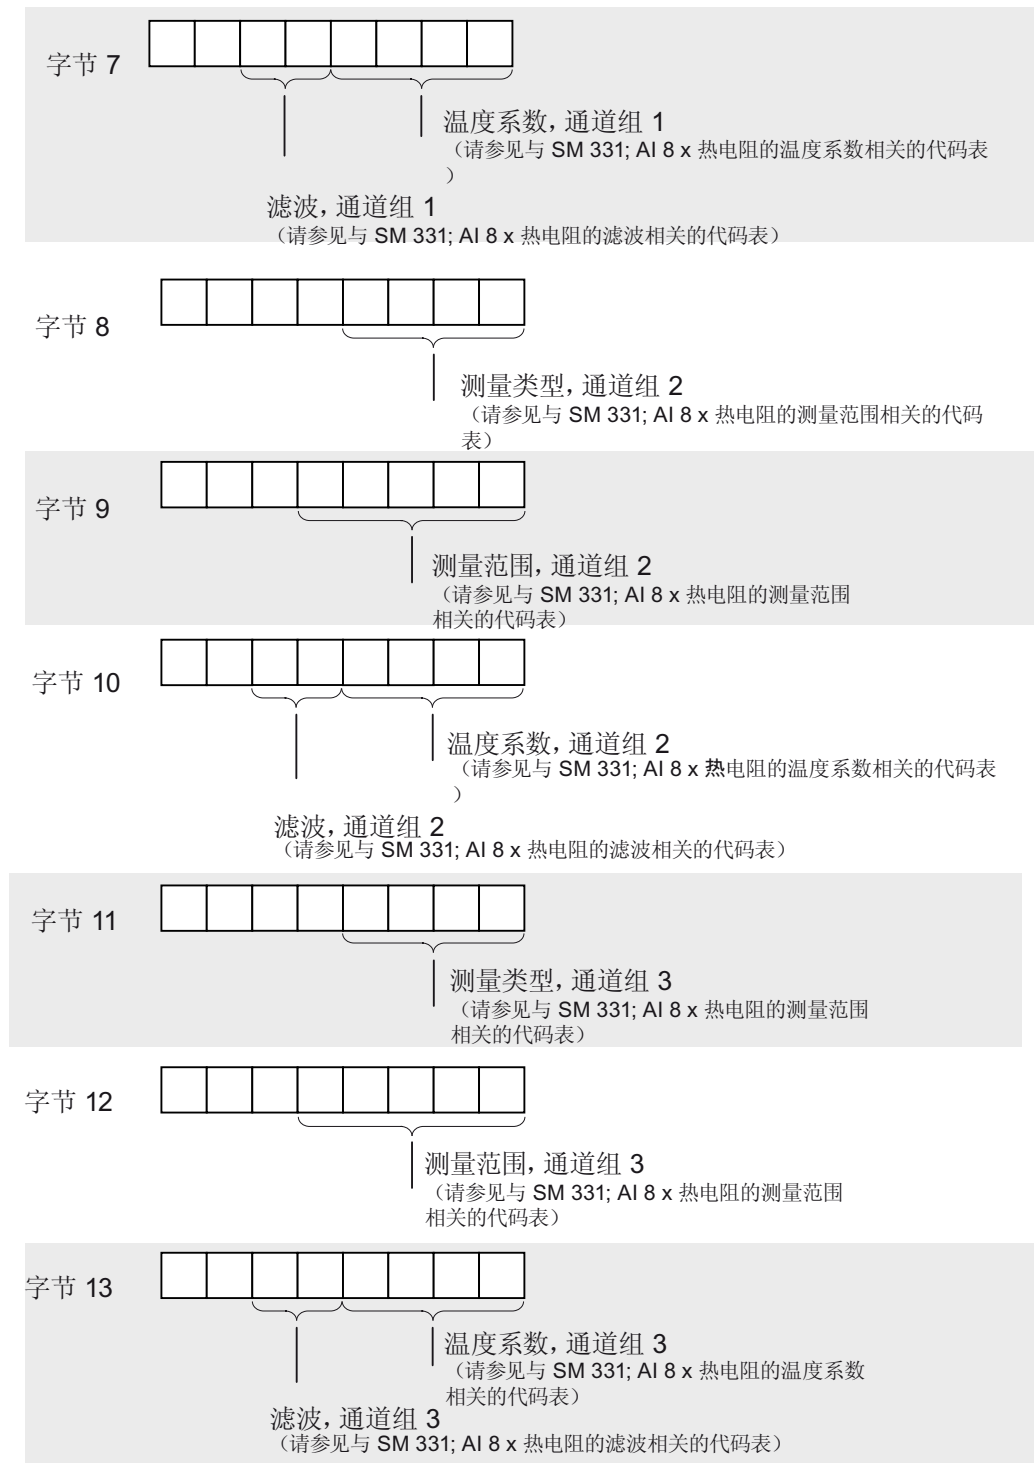 字节 7
温度系数，通道组 1
（请参见与 SM 331; AI 8 x 热电阻的温度系数相关的代码表
）
滤波，通道组 1
（请参见与 SM 331; AI 8 x 热电阻的滤波相关的代码表）
字节 8
测量类型，通道组 2
（请参见与 SM 331; AI 8 x 热电阻的测量范围相关的代码
表）
字节 9
测量范围，通道组 2
（请参见与 SM 331; AI 8 x 热电阻的测量范围
相关的代码表）
字节 10
温度系数，通道组 2
（请参见与 SM 331; AI 8 x 热电阻的温度系数相关的代码表
）
滤波，通道组 2
（请参见与 SM 331; AI 8 x 热电阻的滤波相关的代码表）
字节 11
测量类型，通道组 3
（请参见与 SM 331; AI 8 x 热电阻的测量范围
相关的代码表）
字节 12
测量范围，通道组 3
（请参见与 SM 331; AI 8 x 热电阻的测量范围
相关的代码表）
字节 13
温度系数，通道组 3
（请参见与 SM 331; AI 8 x 热电阻的温度系数
相关的代码表）
滤波，通道组 3
（请参见与 SM 331; AI 8 x 热电阻的滤波相关的代码表）